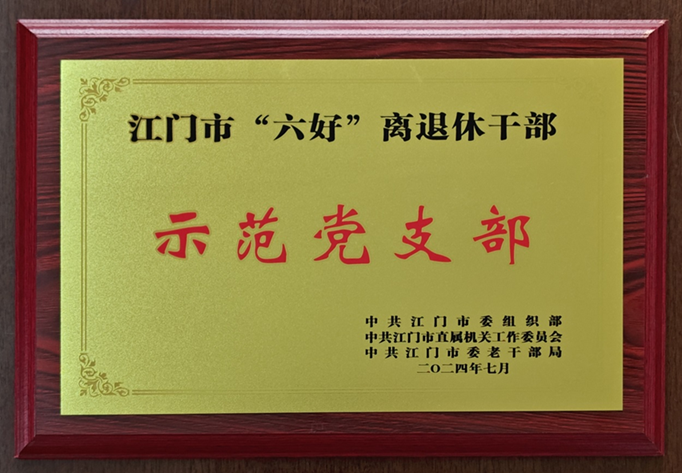 江门市“六好”离退休干部
示范党支部
中共江门市委组织部
中共江门市直属机关工作委员会
中共江门市委老干部局
二〇二四年七月